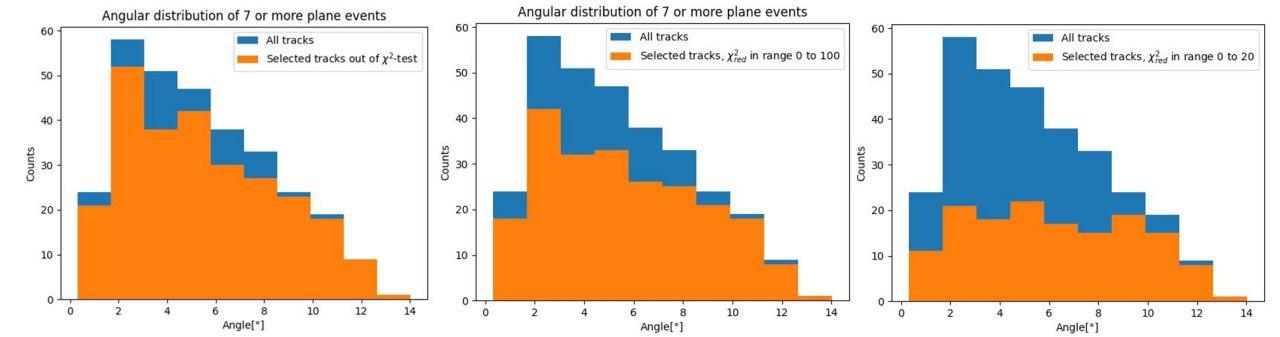 Angular distribution of 7 or more plane events
All tracks
Selected tracks out of χ²-test
Counts
60
50
40
30
20
10
0
0 2 4 6 8 10 12 14
Angle[°]
Angular distribution of 7 or more plane events
All tracks
Selected tracks, χ²red in range 0 to 100
Counts
60
50
40
30
20
10
0
0 2 4 6 8 10 12 14
Angle[°]
All tracks
Selected tracks, χ²red in range 0 to 20
Counts
60
50
40
30
20
10
0
0 2 4 6 8 10 12 14
Angle[°]